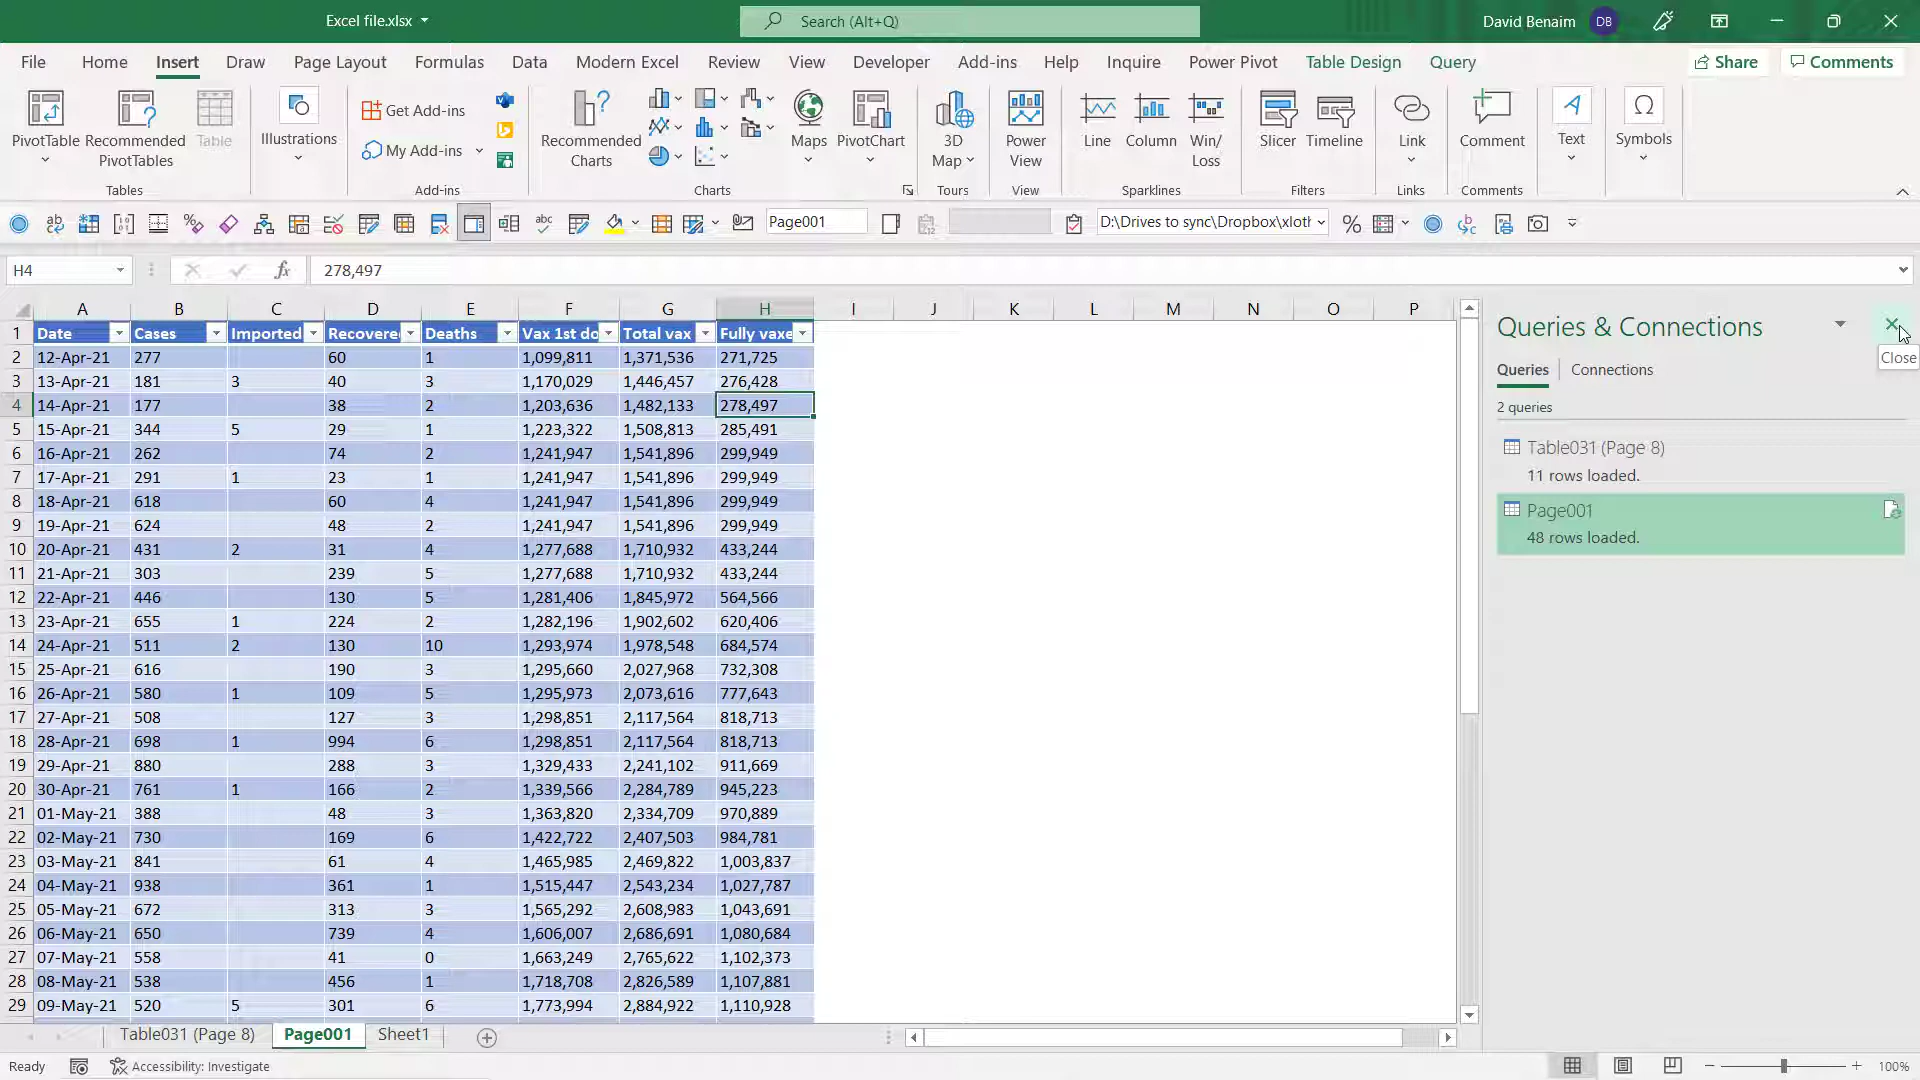 Excel file.xlsx
Search (Alt+Q)
David Benaim DB
File Home Insert Draw Page Layout Formulas Data Modern Excel Review View Developer Add-ins Help Inquire Power Pivot Table Design Query Share Comments
PivotTable Recommended PivotTables Table Illustrations Get Add-ins My Add-ins Recommended Charts Maps PivotChart 3D Map Power View Line Column Win/Loss Slicer Timeline Link Comment Text Symbols
Tables Add-ins Charts Tours View Sparklines Filters Links Comments
Page001 D:\Drives to sync\Dropbox\xloth
H4 fx 278,497
A B C D E F G H I J K L M N O P
1 Date Cases Imported Recovere Deaths Vax 1st do Total vax Fully vaxe
2 12-Apr-21 277 60 1 1,099,811 1,371,536 271,725
3 13-Apr-21 181 3 40 3 1,170,029 1,446,457 276,428
4 14-Apr-21 177 38 2 1,203,636 1,482,133 278,497
5 15-Apr-21 344 5 29 1 1,223,322 1,508,813 285,491
6 16-Apr-21 262 74 2 1,241,947 1,541,896 299,949
7 17-Apr-21 291 1 23 1 1,241,947 1,541,896 299,949
8 18-Apr-21 618 60 4 1,241,947 1,541,896 299,949
9 19-Apr-21 624 48 2 1,241,947 1,541,896 299,949
10 20-Apr-21 431 2 31 4 1,277,688 1,710,932 433,244
11 21-Apr-21 303 239 5 1,277,688 1,710,932 433,244
12 22-Apr-21 446 130 5 1,281,406 1,845,972 564,566
13 23-Apr-21 655 1 224 2 1,282,196 1,902,602 620,406
14 24-Apr-21 511 2 130 10 1,293,974 1,978,548 684,574
15 25-Apr-21 616 190 3 1,295,660 2,027,968 732,308
16 26-Apr-21 580 1 109 5 1,295,973 2,073,616 777,643
17 27-Apr-21 508 127 3 1,298,851 2,117,564 818,713
18 28-Apr-21 698 1 994 6 1,298,851 2,117,564 818,713
19 29-Apr-21 880 288 3 1,329,433 2,241,102 911,669
20 30-Apr-21 761 1 166 2 1,339,566 2,284,789 945,223
21 01-May-21 388 48 3 1,363,820 2,334,709 970,889
22 02-May-21 730 169 6 1,422,722 2,407,503 984,781
23 03-May-21 841 61 4 1,465,985 2,469,822 1,003,837
24 04-May-21 938 361 1 1,515,447 2,543,234 1,027,787
25 05-May-21 672 313 3 1,565,292 2,608,983 1,043,691
26 06-May-21 650 739 4 1,606,007 2,686,691 1,080,684
27 07-May-21 558 41 0 1,663,249 2,765,622 1,102,373
28 08-May-21 538 456 1 1,718,708 2,826,589 1,107,881
29 09-May-21 520 5 301 6 1,773,994 2,884,922 1,110,928
Queries & Connections
Close
Queries Connections
2 queries
Table031 (Page 8)
11 rows loaded.
Page001
48 rows loaded.
Table031 (Page 8) Page001 Sheet1
Ready Accessibility: Investigate 100%